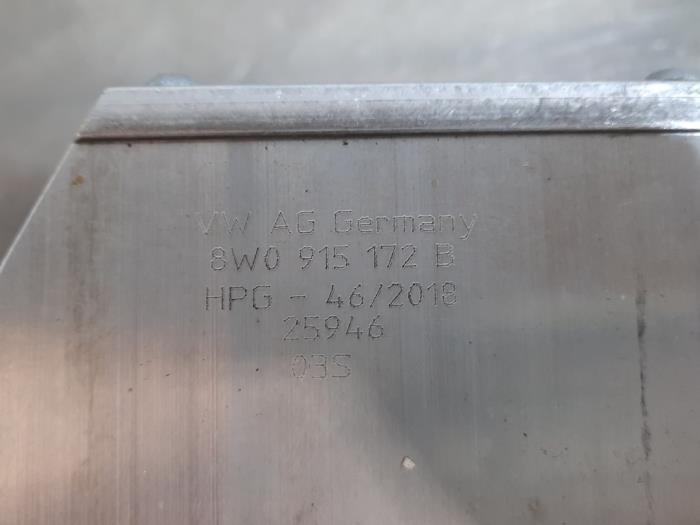 VW AG Germany
8W0 915 172 B
HPG - 46/2018
25946
03S